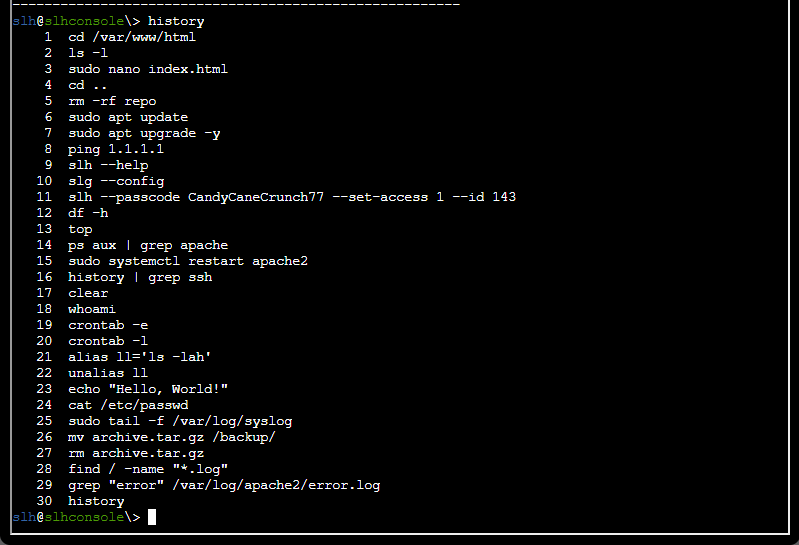 --------------------------------------------------------
slh@slhconsole\> history
1 cd /var/www/html
2 ls -l
3 sudo nano index.html
4 cd ..
5 rm -rf repo
6 sudo apt update
7 sudo apt upgrade -y
8 ping 1.1.1.1
9 slh --help
10 slg --config
11 slh --passcode CandyCaneCrunch77 --set-access 1 --id 143
12 df -h
13 top
14 ps aux | grep apache
15 sudo systemctl restart apache2
16 history | grep ssh
17 clear
18 whoami
19 crontab -e
20 crontab -l
21 alias ll='ls -lah'
22 unalias ll
23 echo "Hello, World!"
24 cat /etc/passwd
25 sudo tail -f /var/log/syslog
26 mv archive.tar.gz /backup/
27 rm archive.tar.gz
28 find / -name "*.log"
29 grep "error" /var/log/apache2/error.log
30 history
slh@slhconsole\>